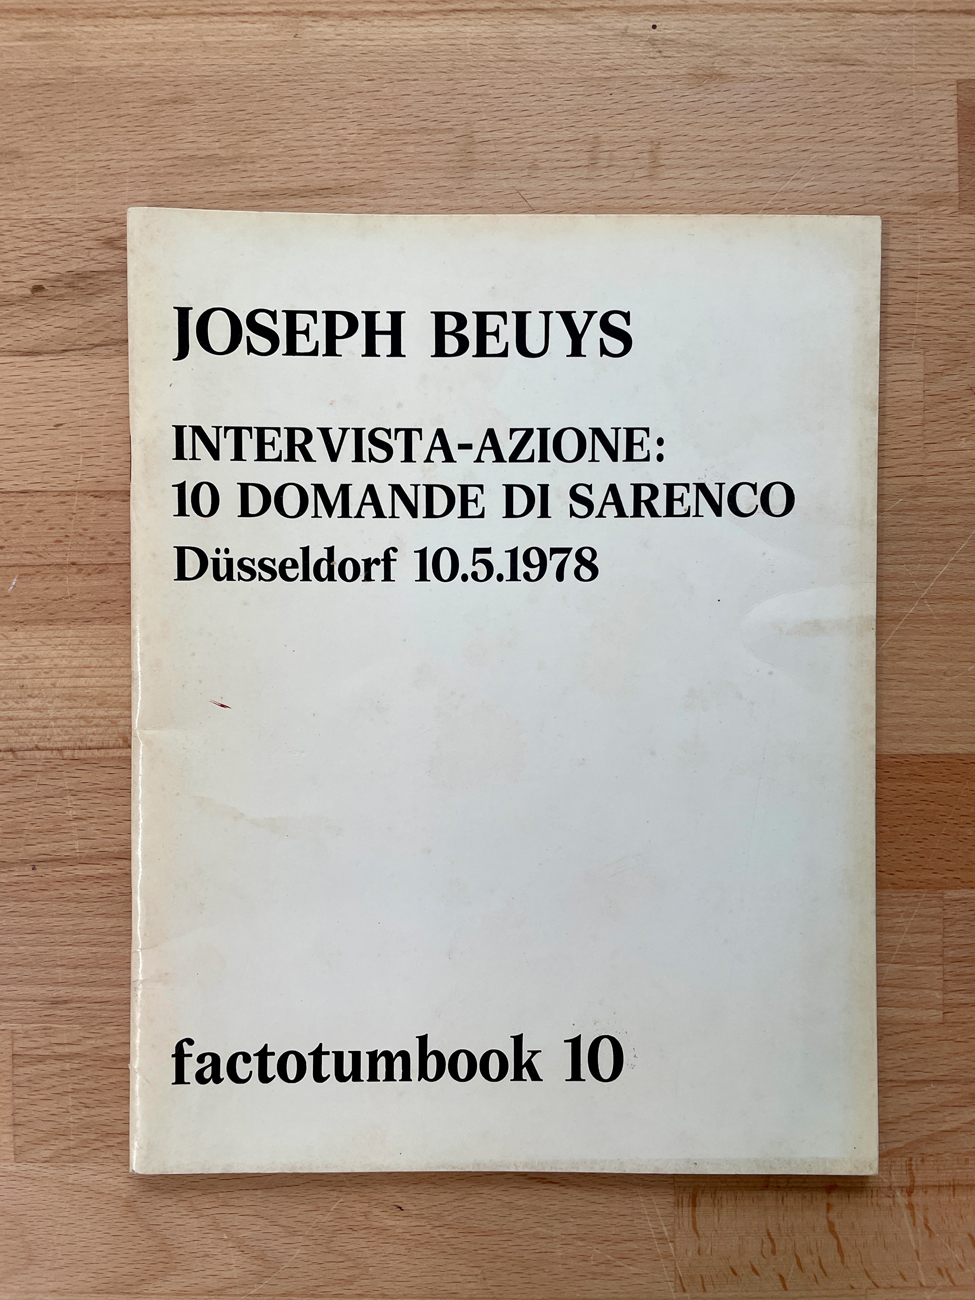 JOSEPH BEUYS
INTERVISTA-AZIONE:
10 DOMANDE DI SARENCO
Düsseldorf 10.5.1978
factotumbook 10